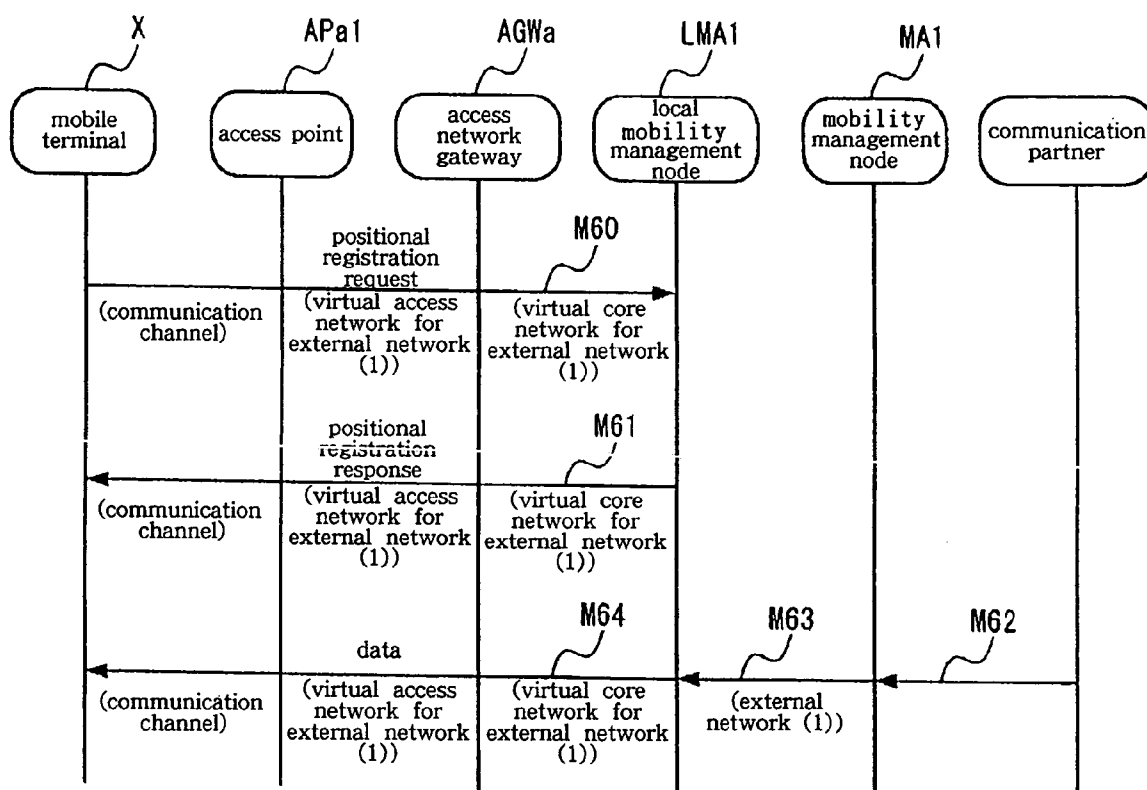 X
APa1
AGWa
LMA1
MA1
mobile
terminal
access point
access
network
gateway
local
mobility
management
node
mobility
management
node
communication
partner
M60
positional
registration
request
(communication
channel)
(virtual access
network for
external network
(1))
(virtual core
network for
external network
(1))
M61
positional
registration
response
(communication
channel)
(virtual access
network for
external network
(1))
(virtual core
network for
external network
(1))
M64
M63
M62
data
(communication
channel)
(virtual access
network for
external network
(1))
(virtual core
network for
external network
(1))
(external
network (1))